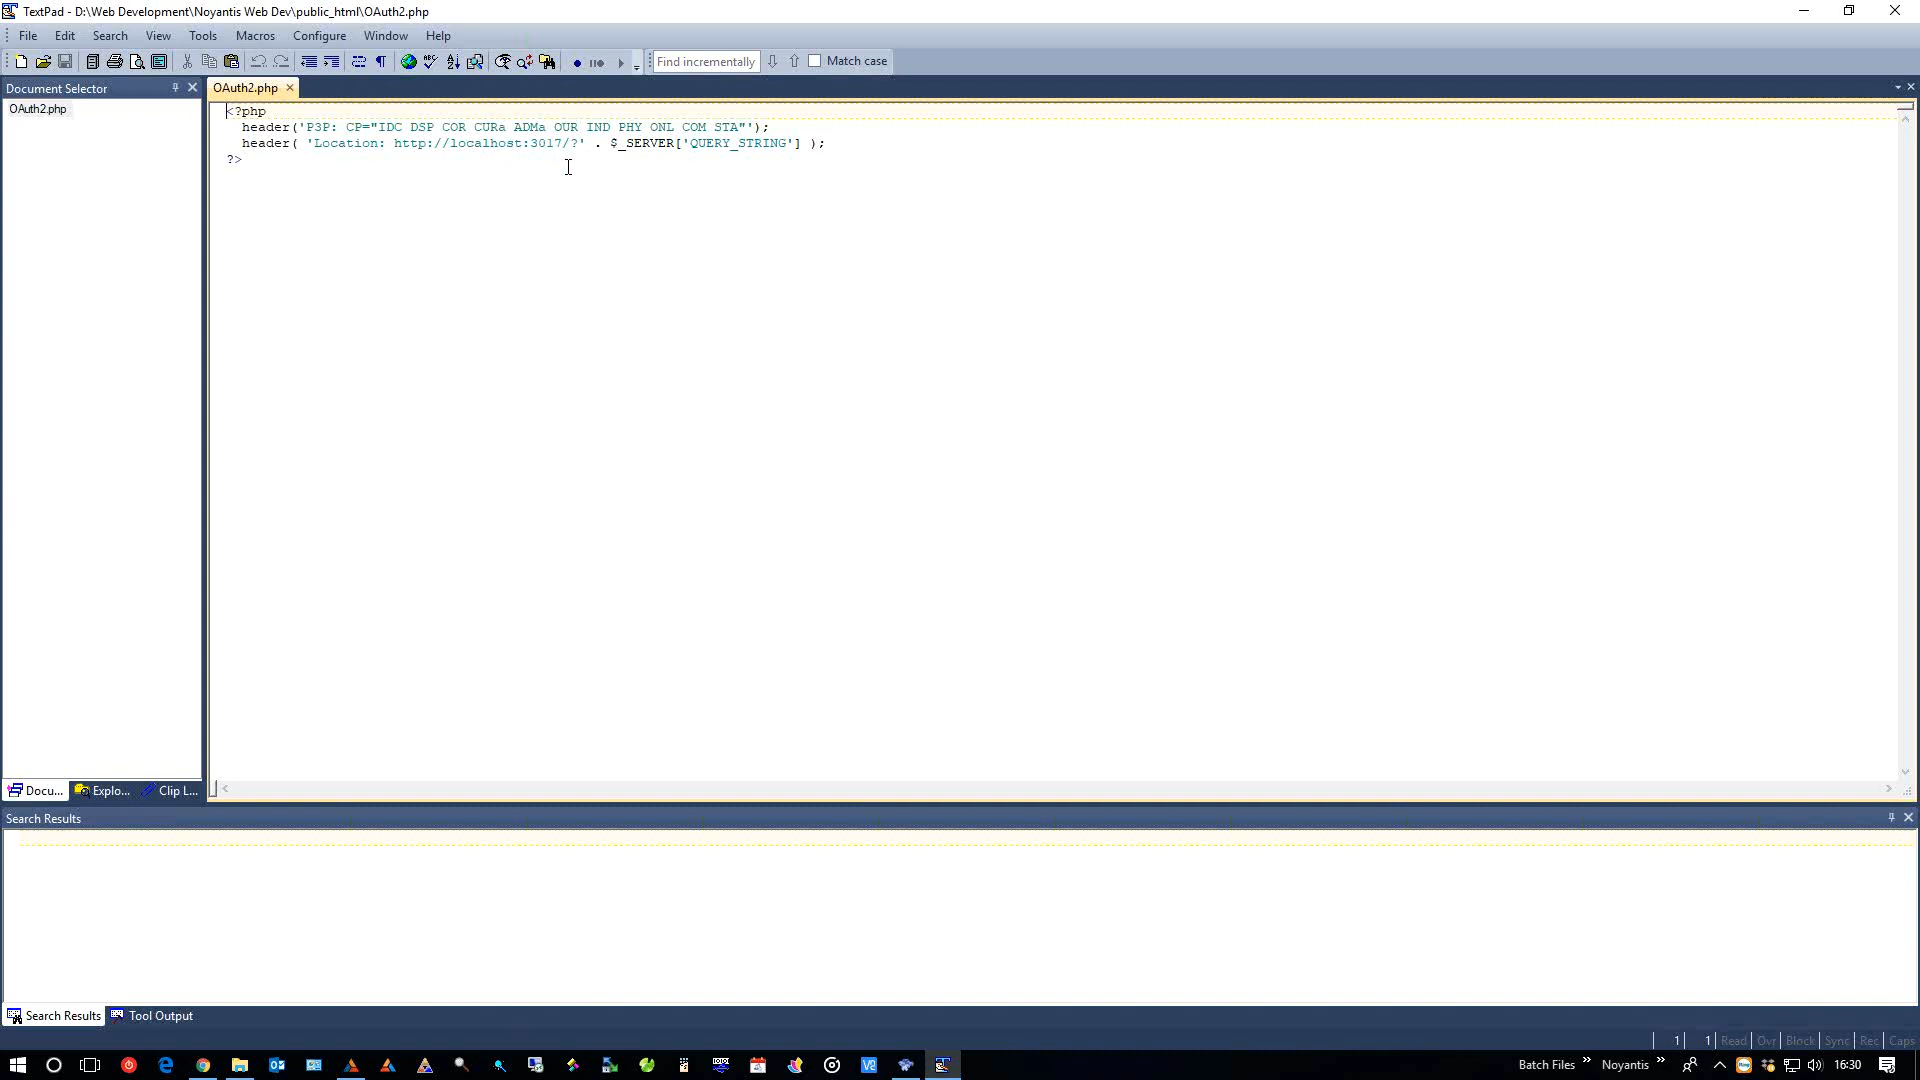 TextPad - D:\Web Development\Noyantis Web Dev\public_html\OAuth2.php
File Edit Search View Tools Macros Configure Window Help
Find incrementally Match case
Document Selector
OAuth2.php
OAuth2.php
<?php
header('P3P: CP="IDC DSP COR CURa ADMa OUR IND PHY ONL COM STA"');
header( 'Location: http://localhost:3017/?' . $_SERVER['QUERY_STRING'] );
?>
Docu... Explo... Clip L...
Search Results
Search Results Tool Output
1 1 Read Ovr Block Sync Rec Caps
Batch Files » Noyantis » 16:30